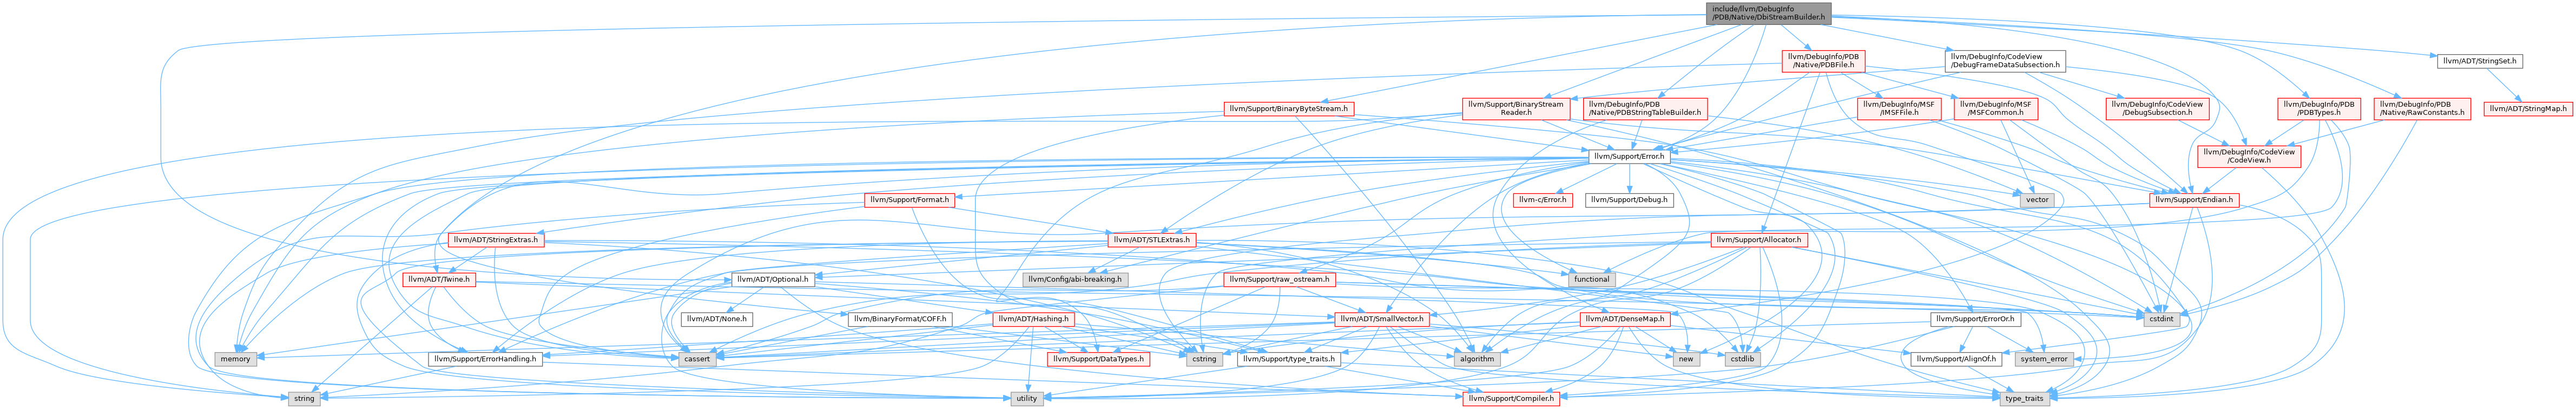 include/llvm/DebugInfo
/PDB/Native/DbiStreamBuilder.h
llvm/DebugInfo/PDB
/Native/PDBFile.h
llvm/DebugInfo/CodeView
/DebugFrameDataSubsection.h
llvm/ADT/StringSet.h
llvm/Support/BinaryByteStream.h
llvm/Support/BinaryStream
Reader.h
llvm/DebugInfo/PDB
/Native/PDBStringTableBuilder.h
llvm/DebugInfo/MSF
/IMSFFile.h
llvm/DebugInfo/MSF
/MSFCommon.h
llvm/DebugInfo/CodeView
/DebugSubsection.h
llvm/DebugInfo/PDB
/PDBTypes.h
llvm/DebugInfo/PDB
/Native/RawConstants.h
llvm/ADT/StringMap.h
llvm/Support/Error.h
llvm/DebugInfo/CodeView
/CodeView.h
llvm/Support/Format.h
llvm-c/Error.h
llvm/Support/Debug.h
vector
llvm/Support/Endian.h
llvm/ADT/StringExtras.h
llvm/ADT/STLExtras.h
llvm/Support/Allocator.h
llvm/ADT/Twine.h
llvm/Config/abi-breaking.h
llvm/ADT/Optional.h
llvm/Support/raw_ostream.h
functional
llvm/ADT/None.h
llvm/BinaryFormat/COFF.h
llvm/ADT/Hashing.h
llvm/ADT/SmallVector.h
llvm/ADT/DenseMap.h
llvm/Support/ErrorOr.h
cstdint
memory
llvm/Support/ErrorHandling.h
cassert
llvm/Support/DataTypes.h
cstring
llvm/Support/type_traits.h
algorithm
new
cstdlib
llvm/Support/AlignOf.h
system_error
string
utility
llvm/Support/Compiler.h
type_traits